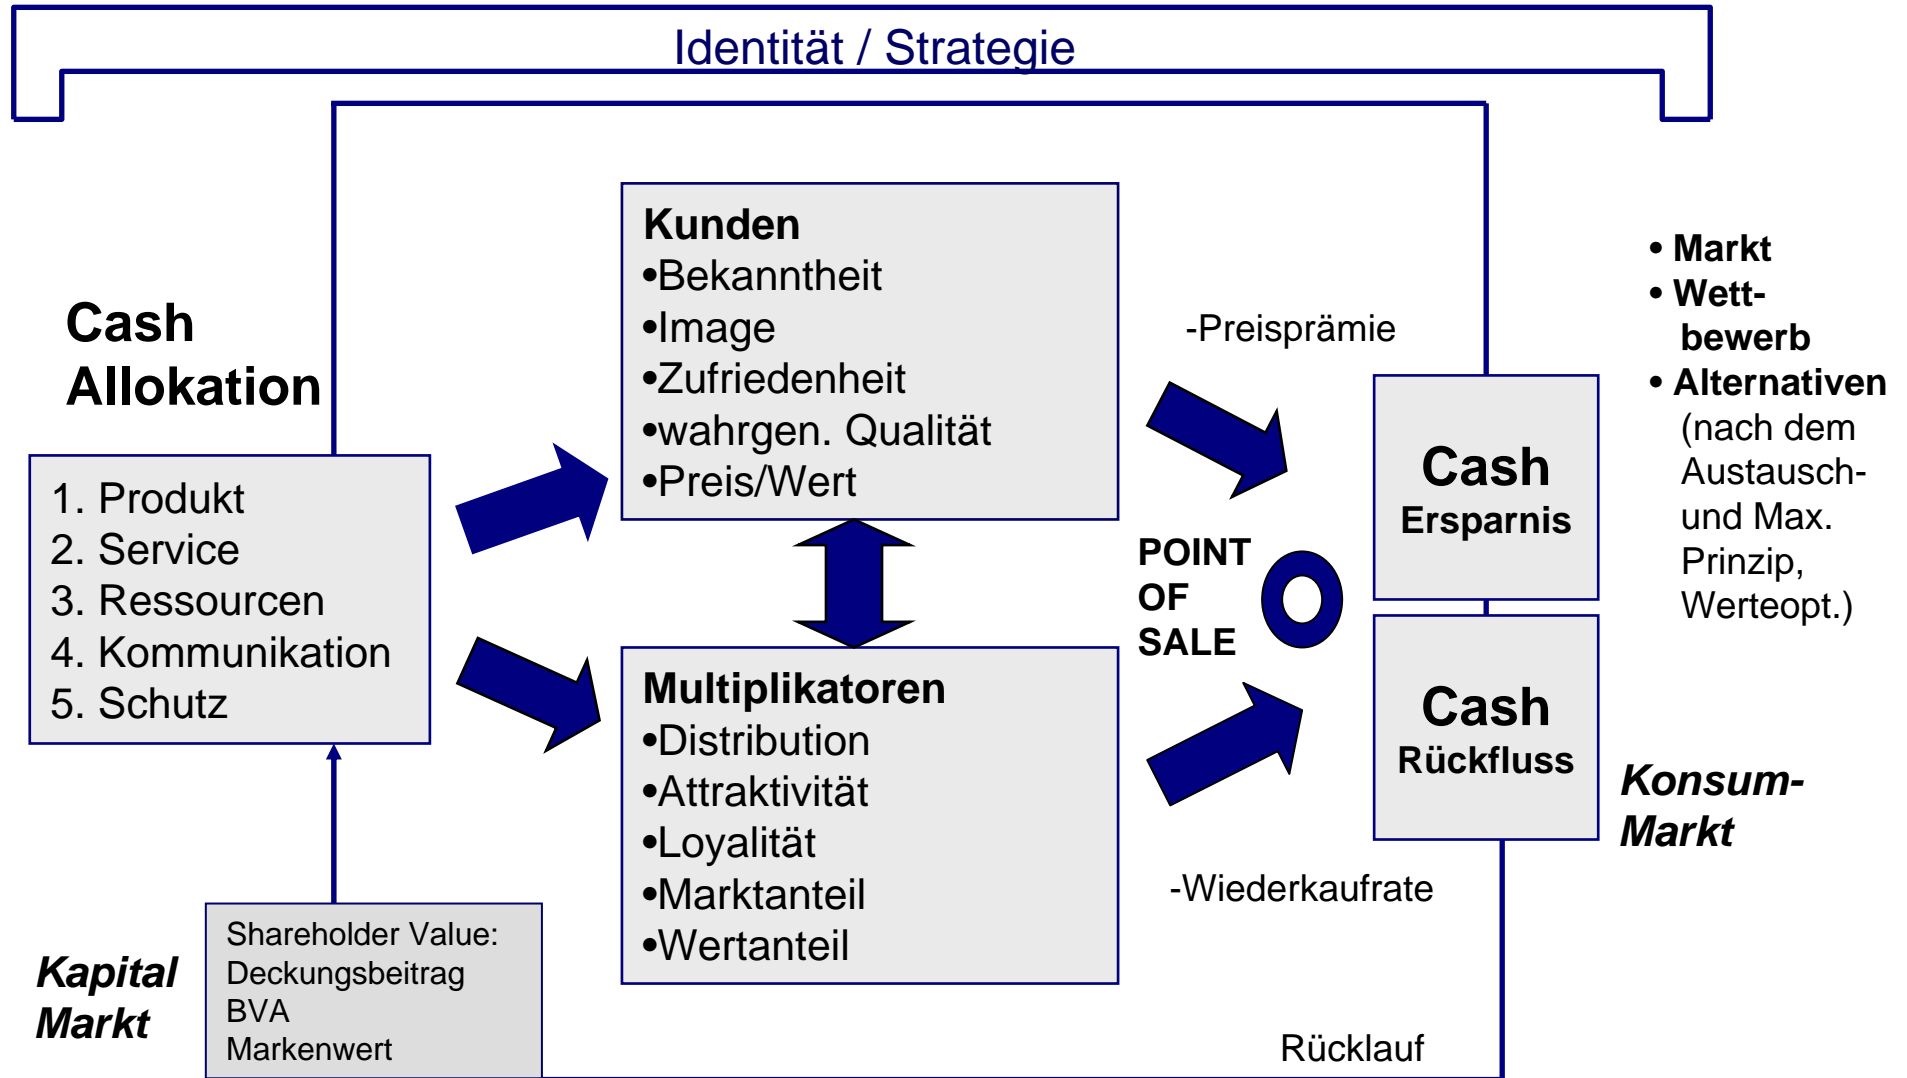 Identität / Strategie
Cash
Allokation
1. Produkt
2. Service
3. Ressourcen
4. Kommunikation
5. Schutz
Kunden
•Bekanntheit
•Image
•Zufriedenheit
•wahrgen. Qualität
•Preis/Wert
Multiplikatoren
•Distribution
•Attraktivität
•Loyalität
•Marktanteil
•Wertanteil
-Preisprämie
POINT
OF
SALE
-Wiederkaufrate
Cash
Ersparnis
Cash
Rückfluss
• Markt
• Wett-
bewerb
• Alternativen
(nach dem
Austausch-
und Max.
Prinzip,
Werteopt.)
Konsum-
Markt
Kapital
Markt
Shareholder Value:
Deckungsbeitrag
BVA
Markenwert
Rücklauf